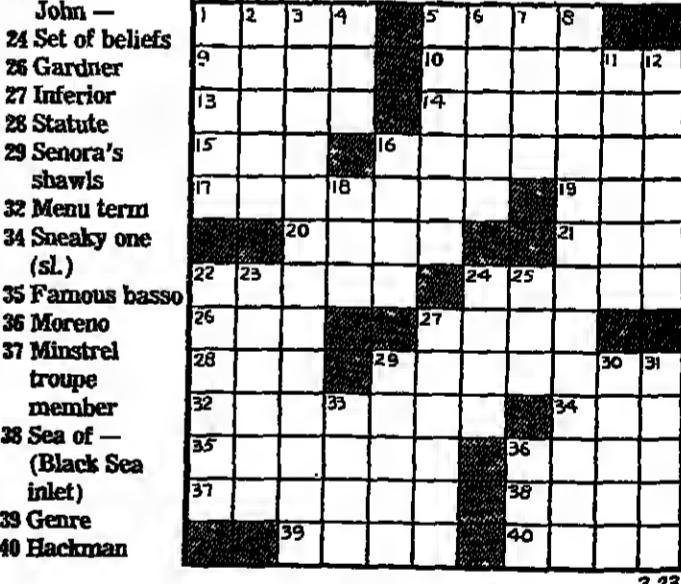 John —
24 Set of beliefs
26 Gardner
27 Inferior
28 Statute
29 Senora's
shawls
32 Menu term
34 Sneaky one
(sl.)
35 Famous basso
36 Moreno
37 Minstrel
troupe
member
38 Sea of —
(Black Sea
inlet)
39 Genre
40 Hackman
1 2 3 4 5 6 7 8
9 10 11 12
13 14
15 16
17 18 19
20 21
22 23 24 25
26 27
28 29 30 31
32 33 34
35 36
37 38
39 40
2-23